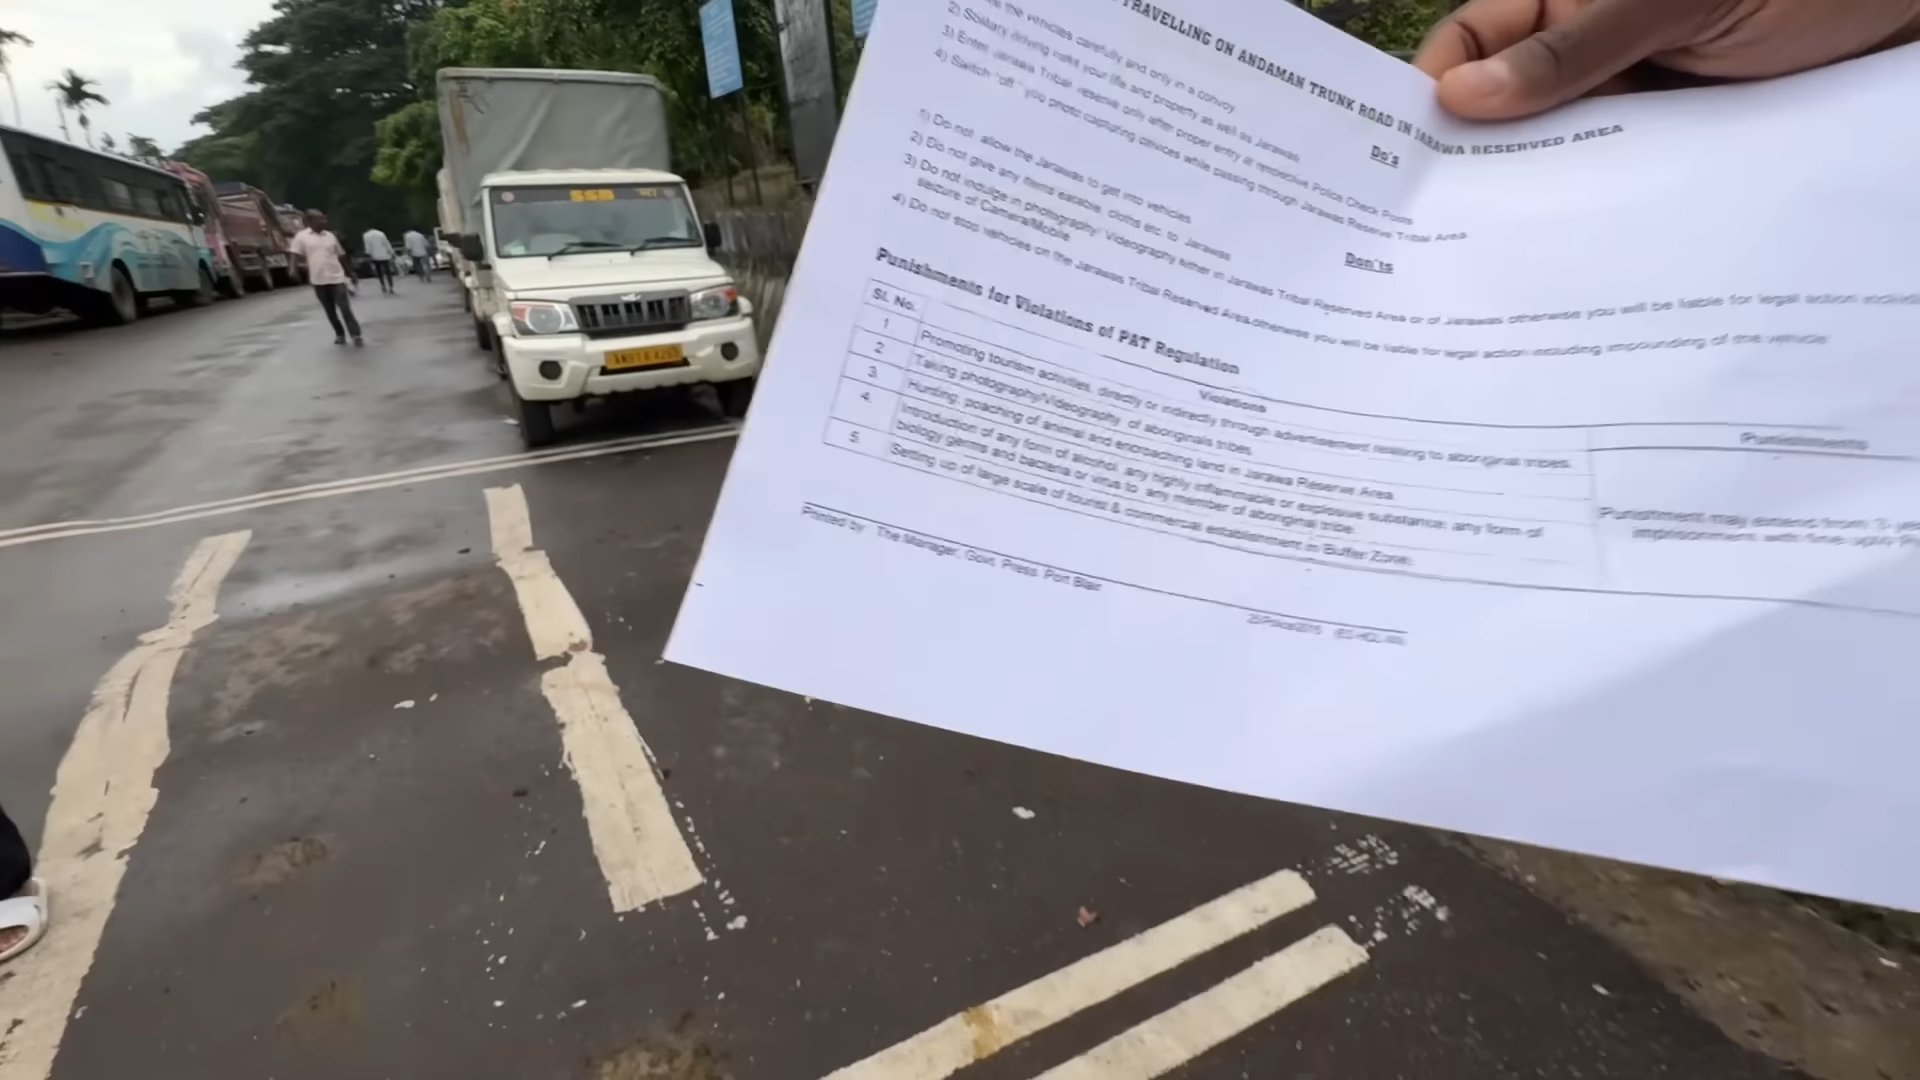 TRAVELLING ON ANDAMAN TRUNK ROAD IN JARAWA RESERVED AREA
Do's
the vehicles carefully and only in a convoy
2) Solitary driving make your life and property as well as Jarawas
3) Enter Jarawa Tribal reserve only after proper entry at respective Police Check Posts
4) Switch "off" you photo capturing devices while passing through Jarawas Reserve Tribal Area
Don'ts
1) Do not allow the Jarawas to get into vehicles
2) Do not give any items eatable, cloths etc to Jarawas
3) Do not indulge in photography/ Videography either in Jarawas Tribal Reserved Area or of Jarawas otherwise you will be liable for legal action
seizure of Camera/Mobile
4) Do not stop vehicles on the Jarawas Tribal Reserved Area otherwise you will be liable for legal action including impounding of the vehicle
Punishments for Violations of PAT Regulation
Sl. No. Violations Punishments
1 Promoting tourism activities, directly or indirectly through advertisement relating to aboriginal tribes.
2 Taking photography/Videography of aboriginals tribes
3. Hunting, poaching of animal and encroaching land in Jarawa Reserve Area
4. Introduction of any form of alcohol, any highly inflammable or explosive substance, any form of
biology germs and bacteria or virus to any member of aboriginal tribe
5. Setting up of large scale of tourist & commercial establishment in Buffer Zone.
Punishment may extend from 3
imprisonment with fine upto
Printed by The Manager, Govt. Press, Port Blair
SSB